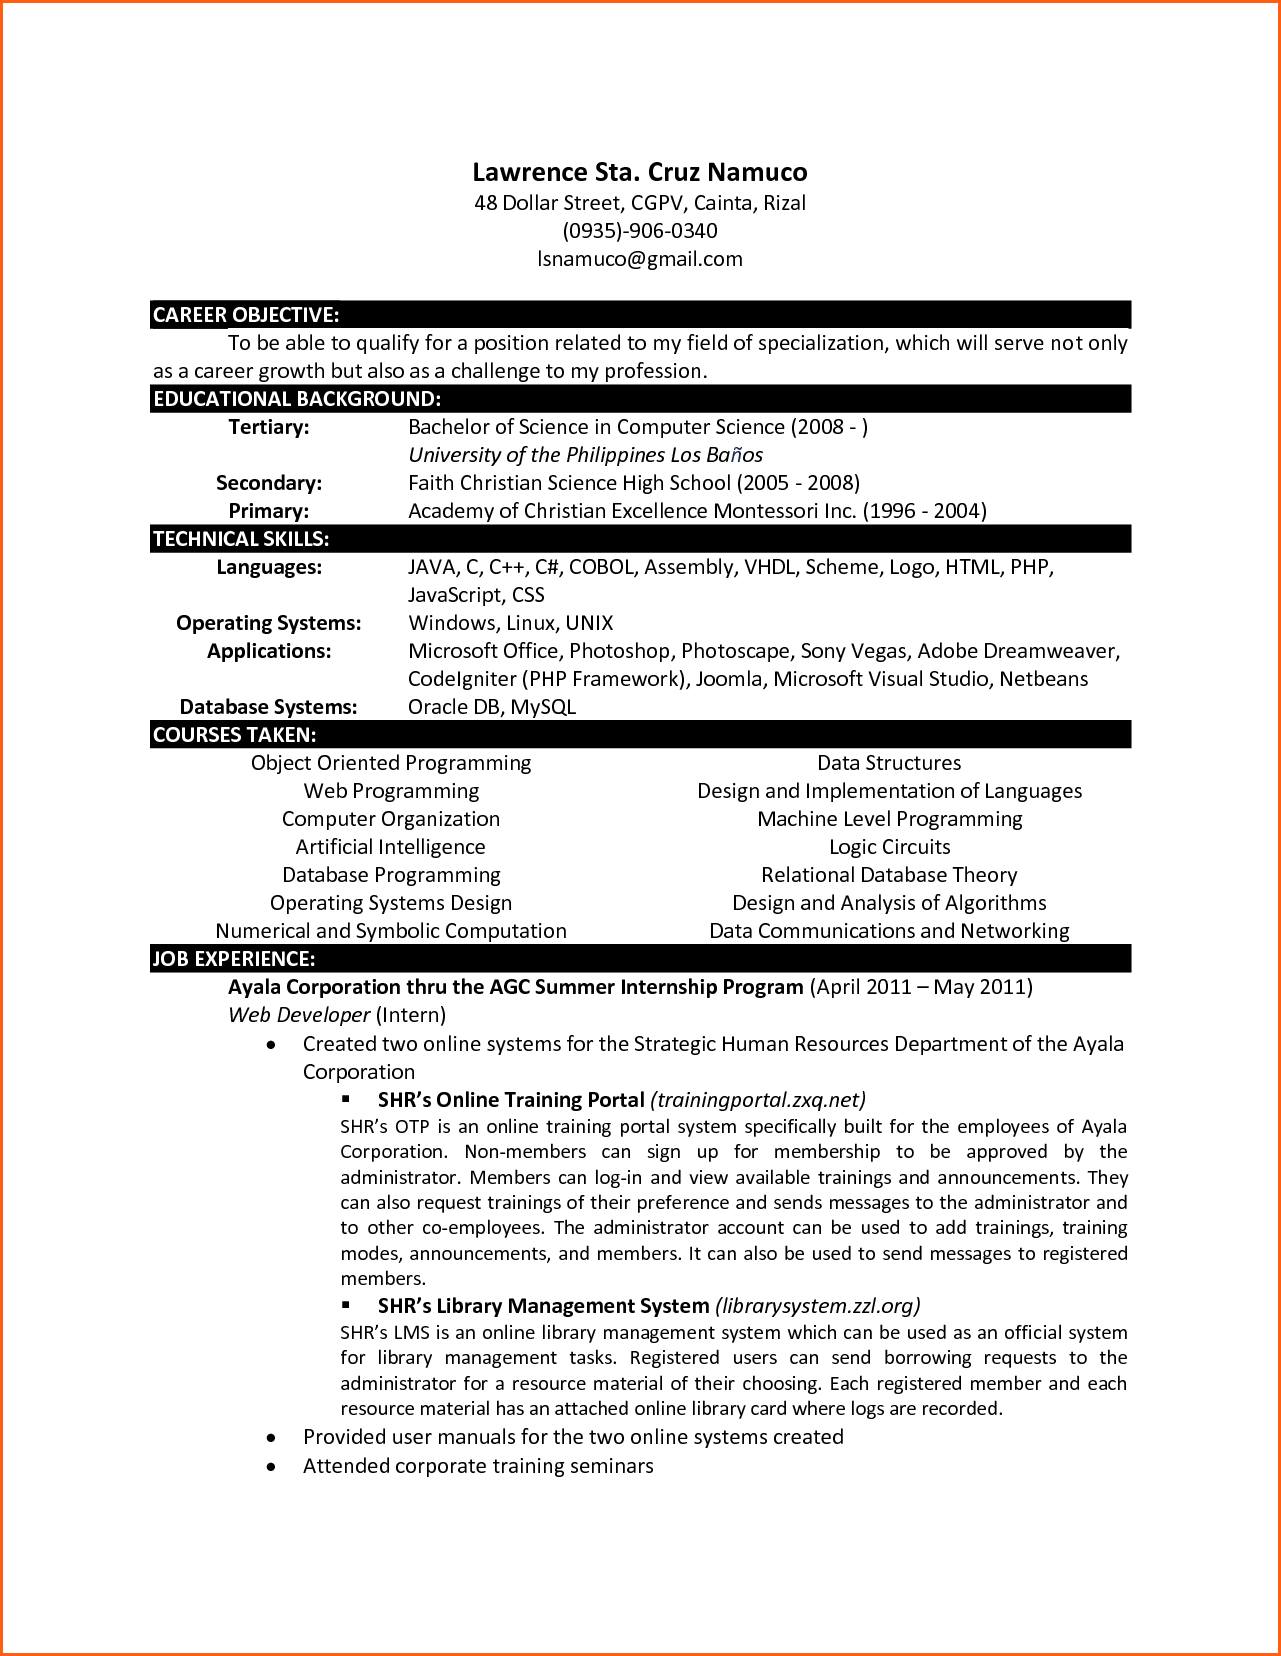 Lawrence Sta. Cruz Namuco
48 Dollar Street, CGPV, Cainta, Rizal
(0935)-906-0340
lsnamuco@gmail.com
CAREER OBJECTIVE:
To be able to qualify for a position related to my field of specialization, which will serve not only
as a career growth but also as a challenge to my profession.
EDUCATIONAL BACKGROUND:
Tertiary: Bachelor of Science in Computer Science (2008 - )
University of the Philippines Los Baños
Secondary: Faith Christian Science High School (2005 - 2008)
Primary: Academy of Christian Excellence Montessori Inc. (1996 - 2004)
TECHNICAL SKILLS:
Languages: JAVA, C, C++, C#, COBOL, Assembly, VHDL, Scheme, Logo, HTML, PHP,
JavaScript, CSS
Operating Systems: Windows, Linux, UNIX
Applications: Microsoft Office, Photoshop, Photoscape, Sony Vegas, Adobe Dreamweaver,
CodeIgniter (PHP Framework), Joomla, Microsoft Visual Studio, Netbeans
Database Systems: Oracle DB, MySQL
COURSES TAKEN:
Object Oriented Programming Data Structures
Web Programming Design and Implementation of Languages
Computer Organization Machine Level Programming
Artificial Intelligence Logic Circuits
Database Programming Relational Database Theory
Operating Systems Design Design and Analysis of Algorithms
Numerical and Symbolic Computation Data Communications and Networking
JOB EXPERIENCE:
Ayala Corporation thru the AGC Summer Internship Program (April 2011 – May 2011)
Web Developer (Intern)
• Created two online systems for the Strategic Human Resources Department of the Ayala
Corporation
▪ SHR’s Online Training Portal (trainingportal.zxq.net)
SHR’s OTP is an online training portal system specifically built for the employees of Ayala
Corporation. Non-members can sign up for membership to be approved by the
administrator. Members can log-in and view available trainings and announcements. They
can also request trainings of their preference and sends messages to the administrator and
to other co-employees. The administrator account can be used to add trainings, training
modes, announcements, and members. It can also be used to send messages to registered
members.
▪ SHR’s Library Management System (librarysystem.zzl.org)
SHR’s LMS is an online library management system which can be used as an official system
for library management tasks. Registered users can send borrowing requests to the
administrator for a resource material of their choosing. Each registered member and each
resource material has an attached online library card where logs are recorded.
• Provided user manuals for the two online systems created
• Attended corporate training seminars